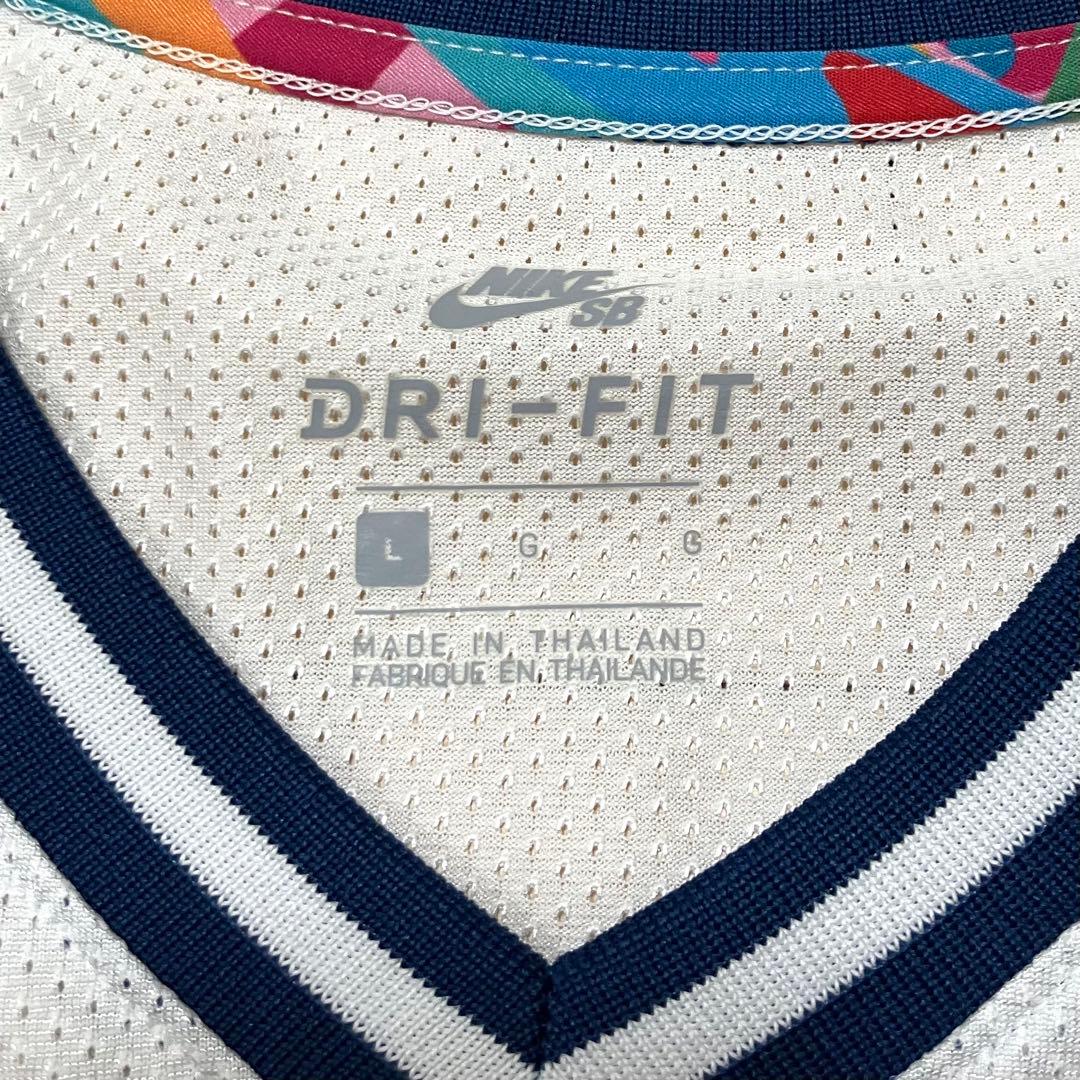 NIKE SB
DRI-FIT
L G G
MADE IN THAILAND
FABRIQUE EN THAILANDE